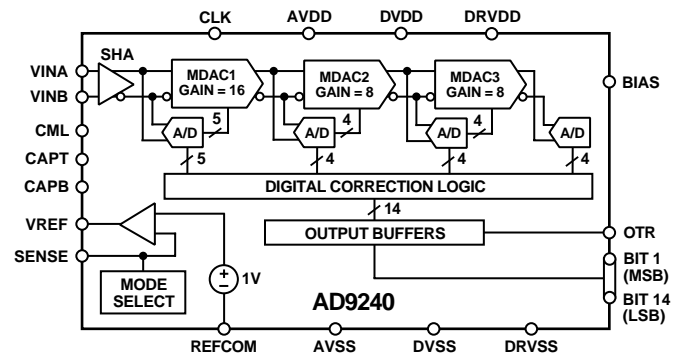 CLK AVDD DVDD DRVDD
SHA
VINA
VINB
CML
CAPT
CAPB
VREF
SENSE
MDAC1
GAIN = 16
MDAC2
GAIN = 8
MDAC3
GAIN = 8
BIAS
A/D 5
A/D 4
A/D 4
A/D
5 4 4 4
DIGITAL CORRECTION LOGIC
14
OUTPUT BUFFERS
OTR
BIT 1
(MSB)
BIT 14
(LSB)
MODE
SELECT
1V
AD9240
REFCOM AVSS DVSS DRVSS